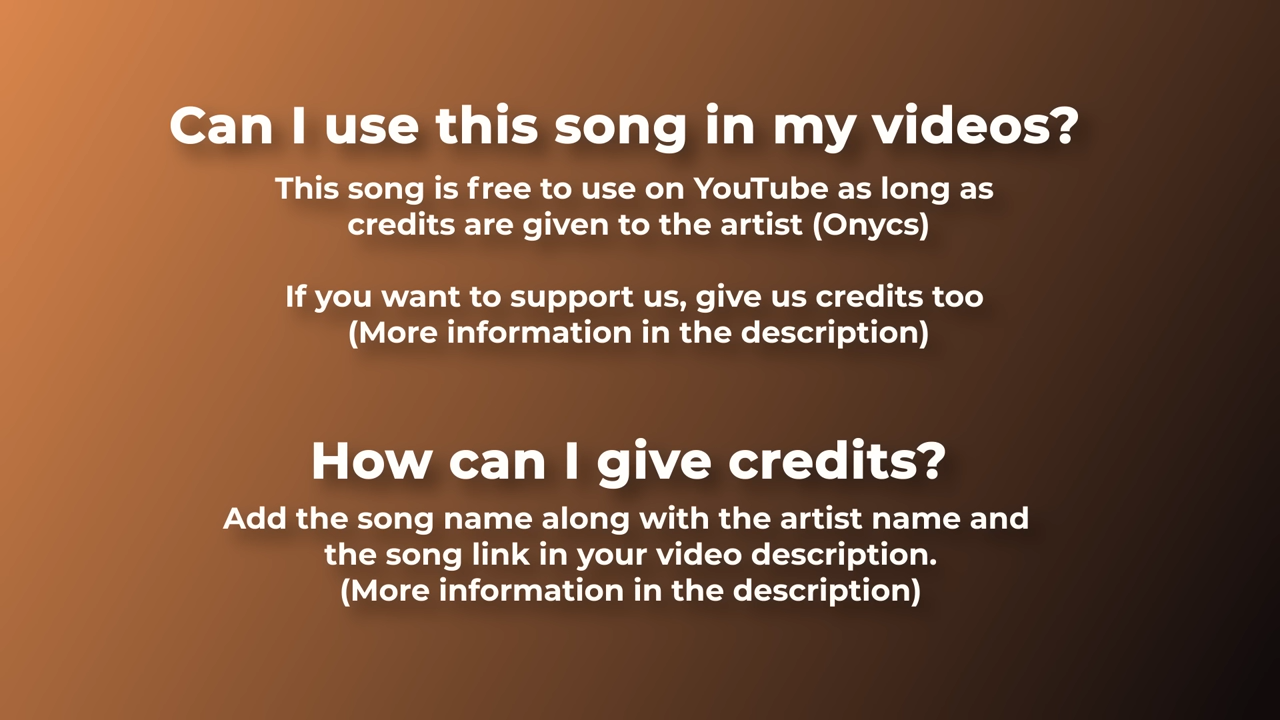 Can I use this song in my videos?
This song is free to use on YouTube as long as
credits are given to the artist (Onycs)
If you want to support us, give us credits too
(More information in the description)
How can I give credits?
Add the song name along with the artist name and
the song link in your video description.
(More information in the description)